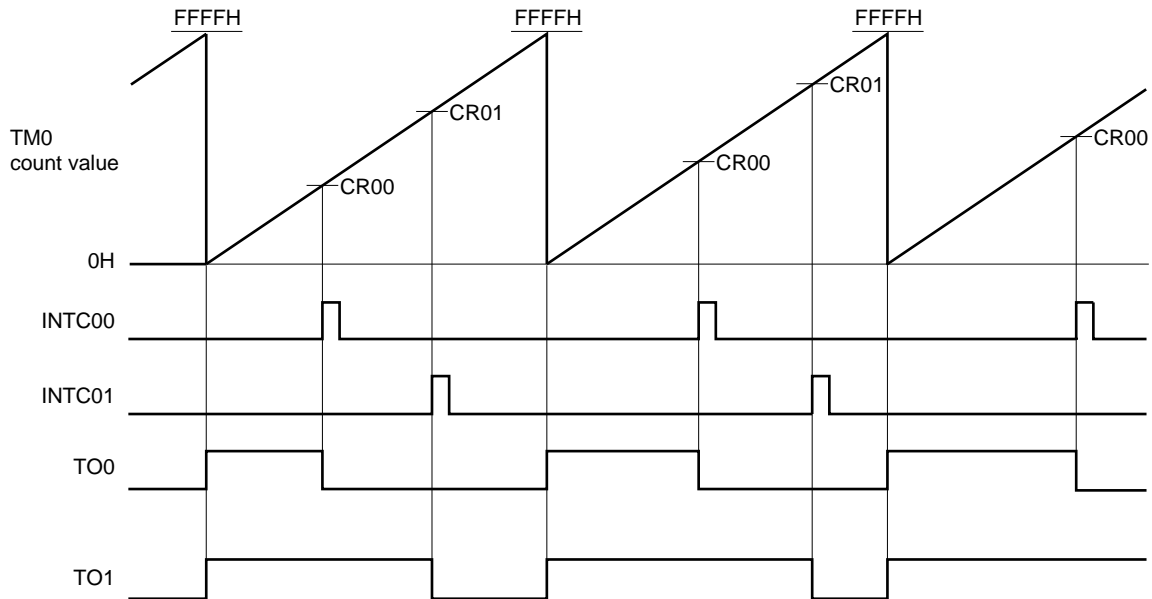 FFFFH FFFFH FFFFH
CR01
CR01
TM0
count value
CR00
CR00
CR00
0H
INTC00
INTC01
TO0
TO1